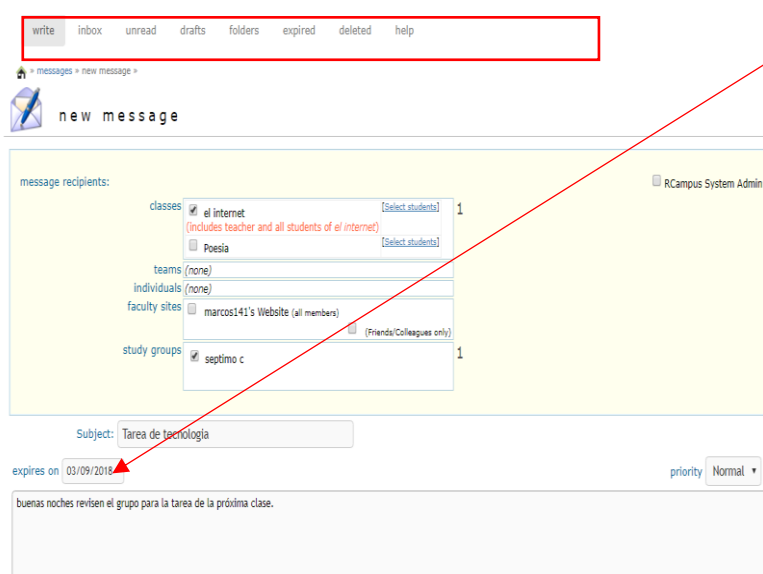 write inbox unread drafts folders expired deleted help
» messages » new message »
new message
message recipients:
RCampus System Admin
classes
el internet [Select students] 1
(includes teacher and all students of el internet)
Poesia [Select students]
teams (none)
individuals (none)
faculty sites marcos141's Website (all members)
(Friends/Colleagues only)
study groups septimo c 1
Subject: Tarea de tecnologia
expires on 03/09/2018
priority Normal
buenas noches revisen el grupo para la tarea de la próxima clase.